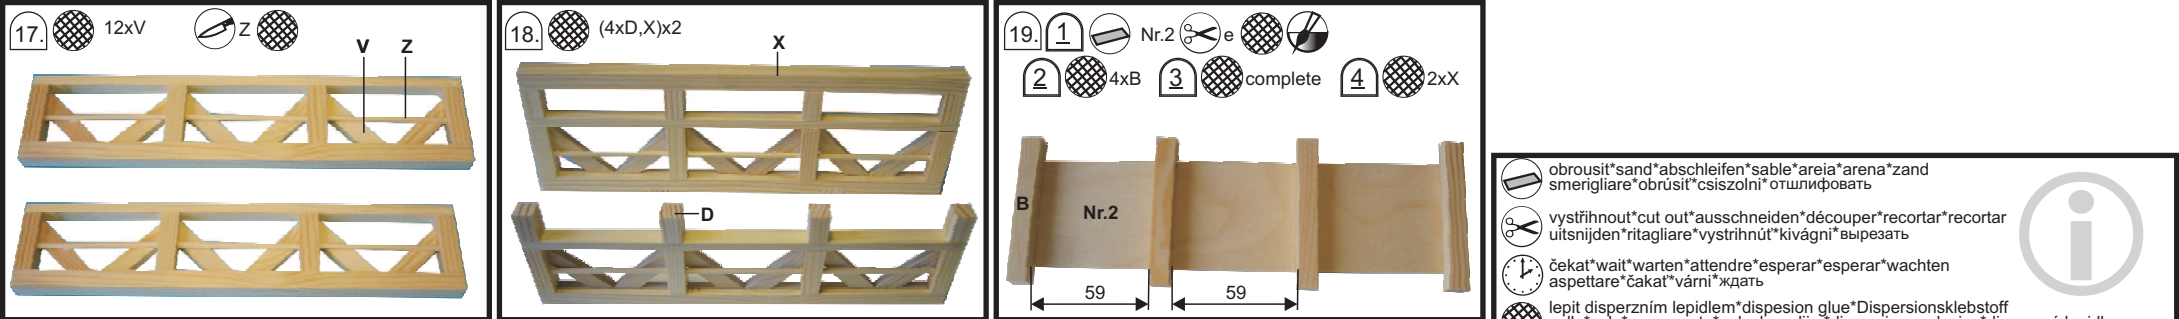 17. 12xV Z
V Z
18. (4xD,X)x2
X
D
19. 1 Nr.2 e
2 4xB 3 complete 4 2xX
B Nr.2
59 59
obrousit*sand*abschleifen*sable*areia*arena*zand
smerigliare*obrúsiť*csiszolni*отшлифовать
vystřihnout*cut out*ausschneiden*découper*recortar*recortar
uitsnijden*ritagliare*vystrihnúť*kivágni*вырезать
čekat*wait*warten*attendre*esperar*esperar*wachten
aspettare*čakať*várni*ждать
lepit disperzním lepidlem*dispesion glue*Dispersionsklebstoff